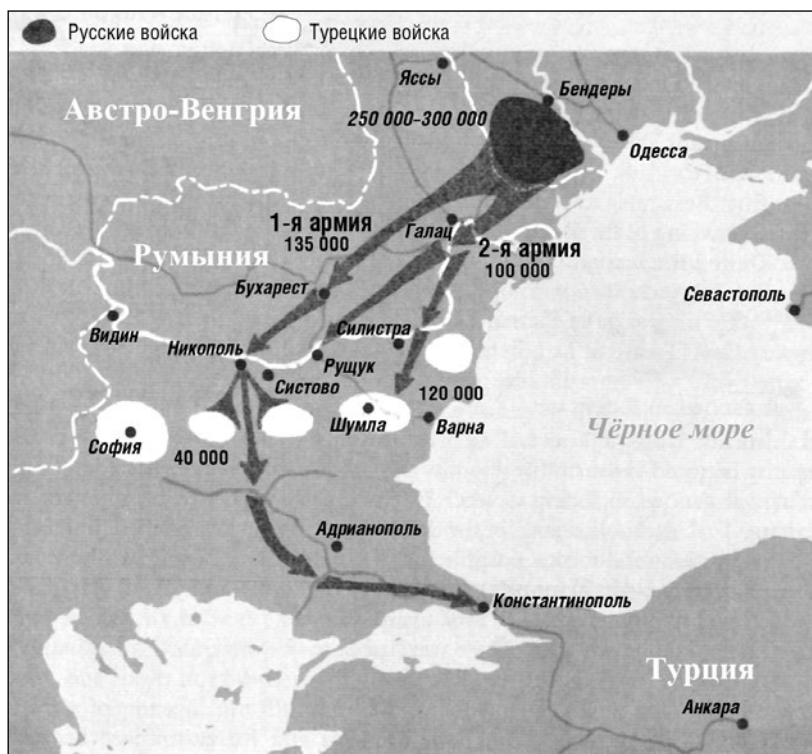 Русские войска
Турецкие войска
Яссы
Бендеры
Австро-Венгрия
250 000–300 000
Одесса
1-я армия
135 000
Галац
2-я армия
100 000
Румыния
Бухарест
Севастополь
Видин
Никополь
Силистра
Рущук
Систово
120 000
Шумла
Варна
София
40 000
Чёрное море
Адрианополь
Константинополь
Турция
Анкара